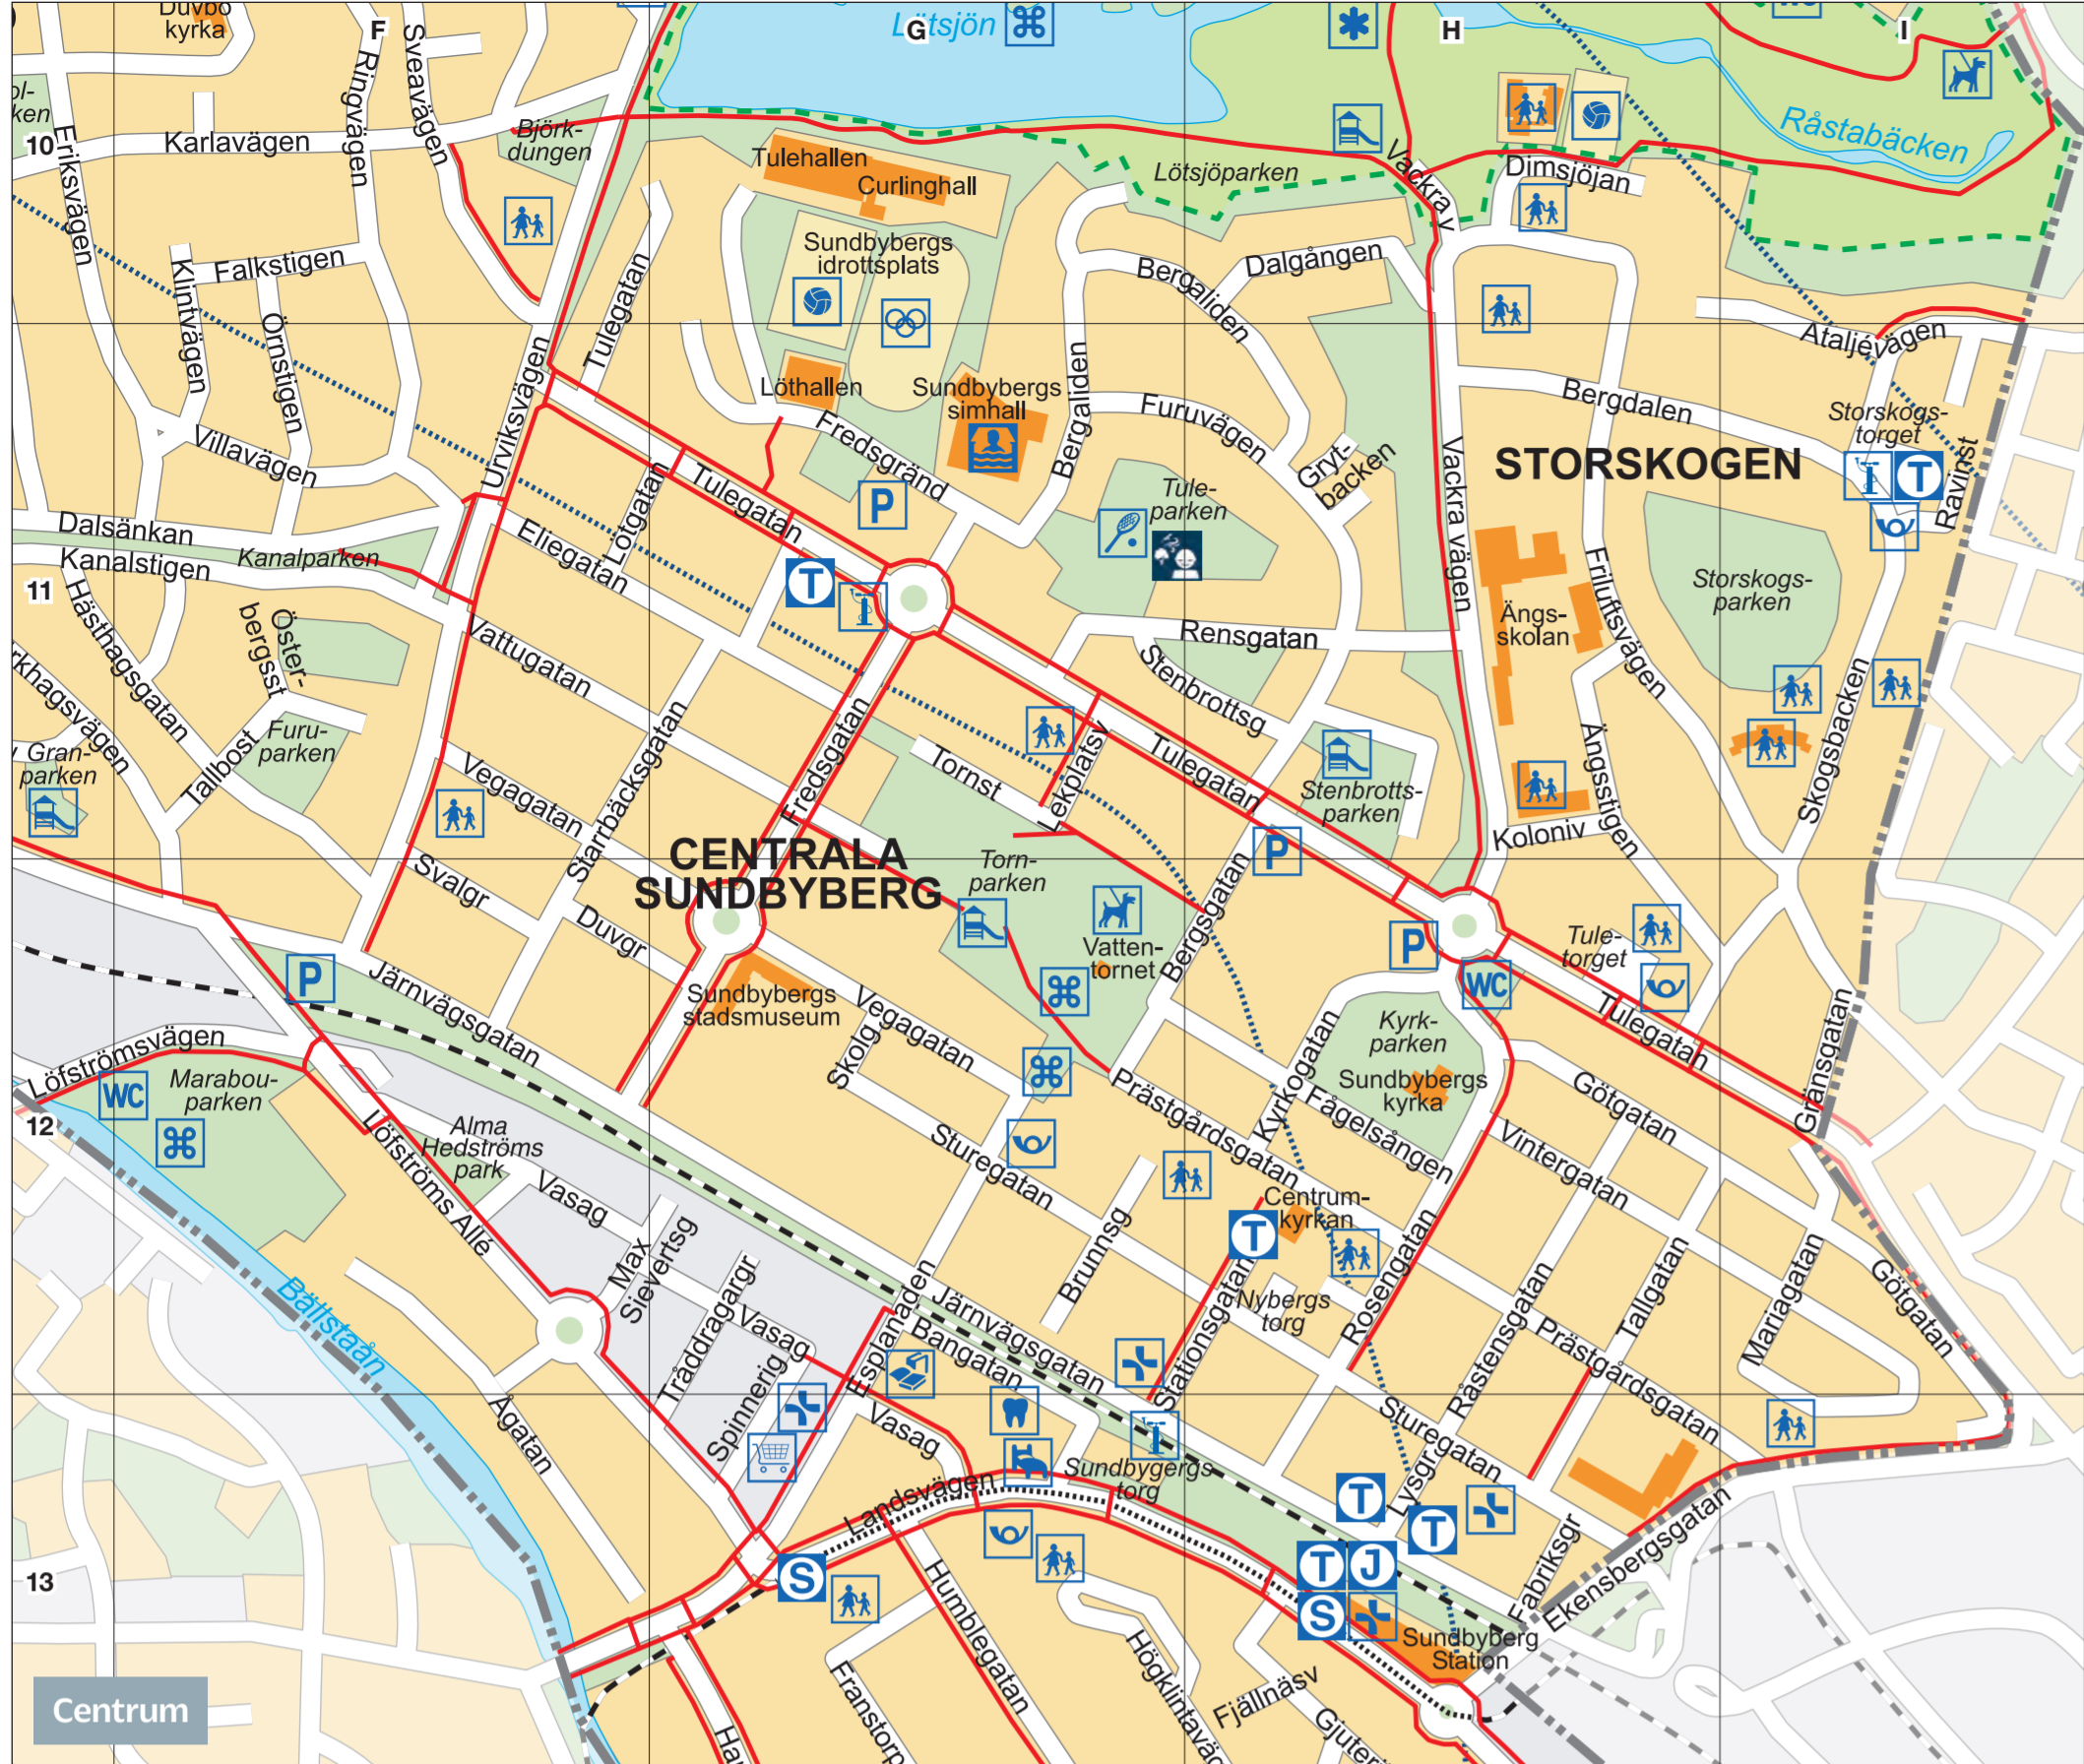 Duvbo
kyrka
F
G
H
I
Lötsjön
Ringvägen
Sveavägen
10
Eriksvägen
Karlavägen
Björk-
dungen
Tulehallen
Curlinghall
Lötsjöparken
Vackra v
Dimsjöjan
Råstabäcken
Sundbybergs
idrottsplats
Klintvägen
Falkstigen
Örnstigen
Tulegatan
Bergaliden
Dalgången
Ataljévägen
Urviksvägen
Löthallen
Sundbybergs
simhall
Bergaliden
Furuvägen
Bergdalen
Storskogs-
torget
Villavägen
Fredsgränd
Gryt-
backen
Vackra vägen
STORSKOGEN
Ravinst
Lötgatan
Tulegatan
P
Tule-
parken
Dalsänkan
Kanalstigen
Kanalparken
Eliegatan
11
T
T
Hästhagsgatan
Öster-
bergsst
Vattugatan
Rensgatan
Stenbrottsg
Ängs-
skolan
Friluftsvägen
Storskogs-
parken
Gran-
parken
Tallbost
Furu-
parken
Starrbäcksgatan
Fredsgatan
Tornst
Lekplatsv
Tulegatan
Stenbrotts-
parken
Ängsstigen
Skogsbacken
Vegagatan
Koloniv
P
CENTRALA
SUNDBYBERG
Svalgr
Duvgr
Torn-
parken
Vatten-
tornet
Bergsgatan
P
WC
Tule-
torget
P
Järnvägsgatan
Sundbybergs
stadsmuseum
Vegagatan
Skolg
Kyrkogatan
Kyrk-
parken
Sundbybergs
kyrka
Tulegatan
Gränsgatan
Löfströmsvägen
WC
Marabou-
parken
12
Alma
Hedströms
park
Löfströms Allé
Vasag
Sturegatan
Prästgårdsgatan
Fågelsången
Götgatan
Vintergatan
Max
Sievertsg
Bällstaån
Brunnsg
Centrum-
kyrkan
T
Nybergs
torg
Rosengatan
Råstensgatan
Tallgatan
Mariagatan
Götgatan
Tråddragargr
Vasag
Spinnerig
Esplanaden
Järnvägsgatan
Bangatan
Stationsgatan
Prästgårdsgatan
Ågatan
Vasag
Landsvägen
Sundbygergs
torg
Sturegatan
Lysgr
T
T
13
S
T
J
S
Fabriksgr
Ekensbergsgatan
Humblegatan
Sundbyberg
Station
Högklintaväg
Fjällnäsv
Centrum